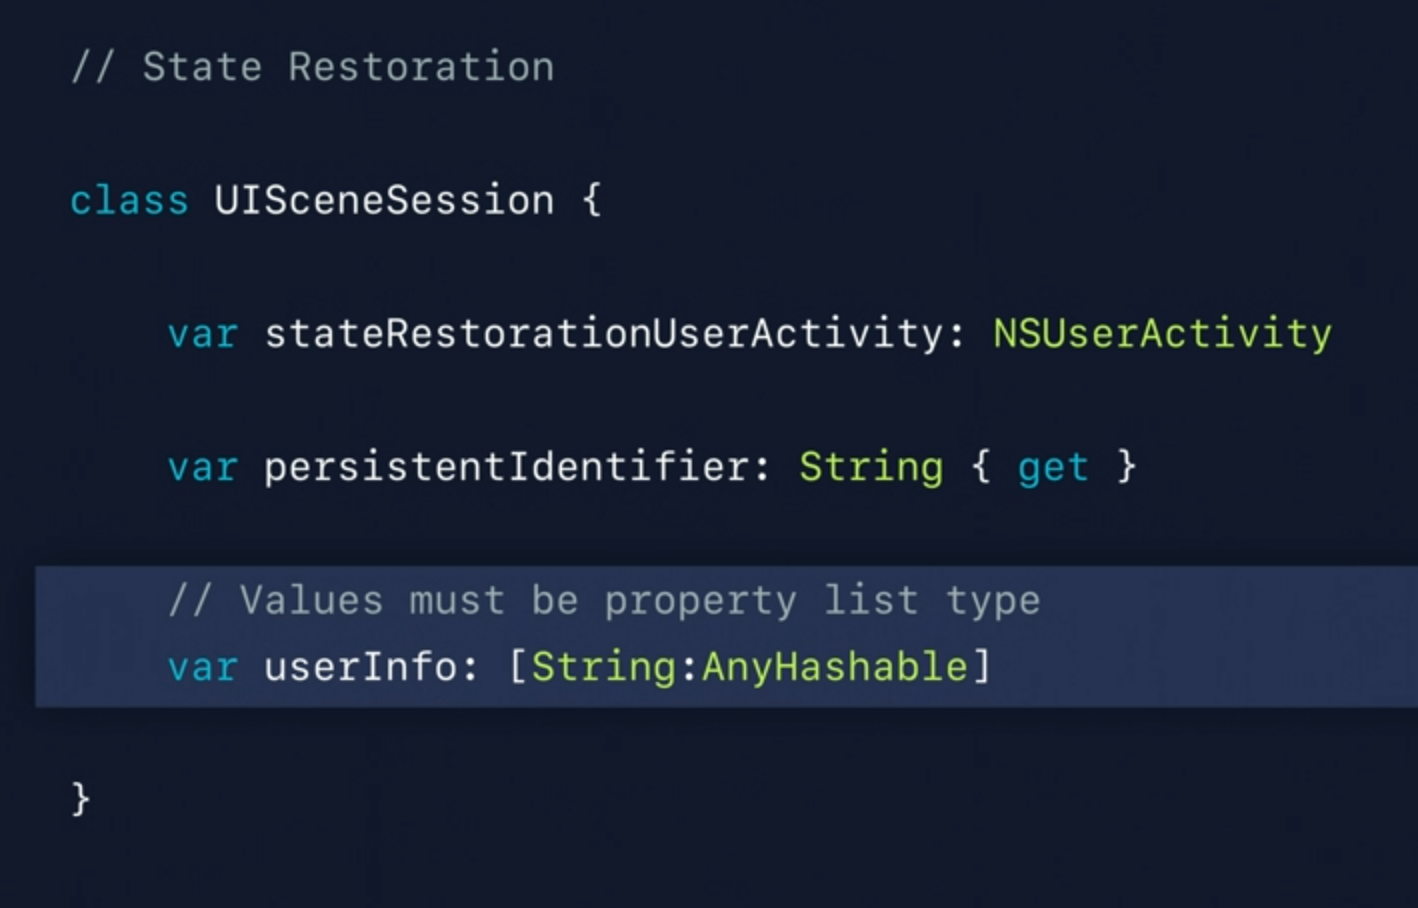 // State Restoration
class UISceneSession {
var stateRestorationUserActivity: NSUserActivity
var persistentIdentifier: String { get }
// Values must be property list type
var userInfo: [String:AnyHashable]
}